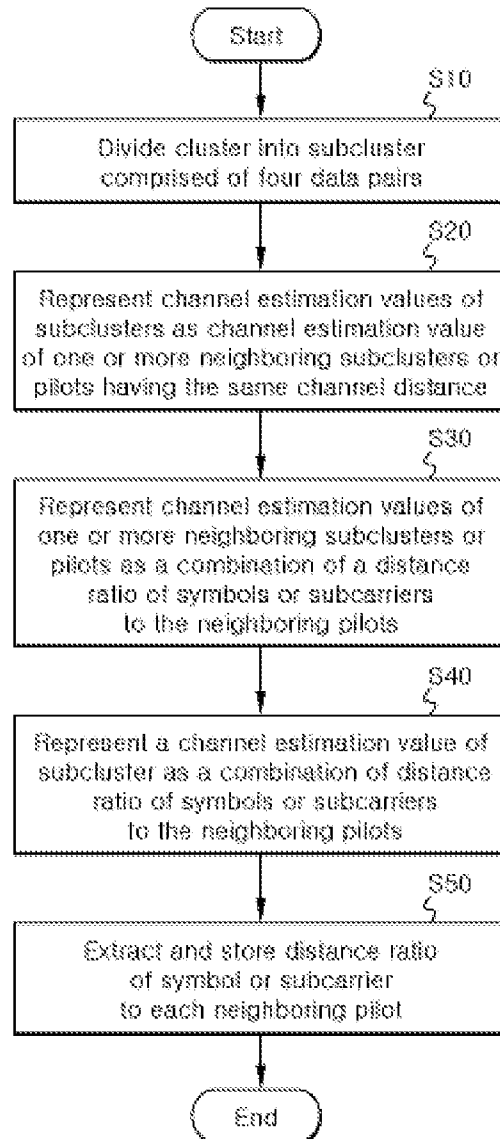 Start
S10
Divide cluster into subcluster
comprised of four data pairs
S20
Represent channel estimation values of
subclusters as channel estimation value
of one or more neighboring subclusters or
pilots having the same channel distance
S30
Represent channel estimation values of
one or more neighboring subclusters or
pilots as a combination of a distance
ratio of symbols or subcarriers
to the neighboring pilots
S40
Represent a channel estimation value of
subcluster as a combination of distance
ratio of symbols or subcarriers
to the neighboring pilots
S50
Extract and store distance ratio
of symbol or subcarrier
to each neighboring pilot
End